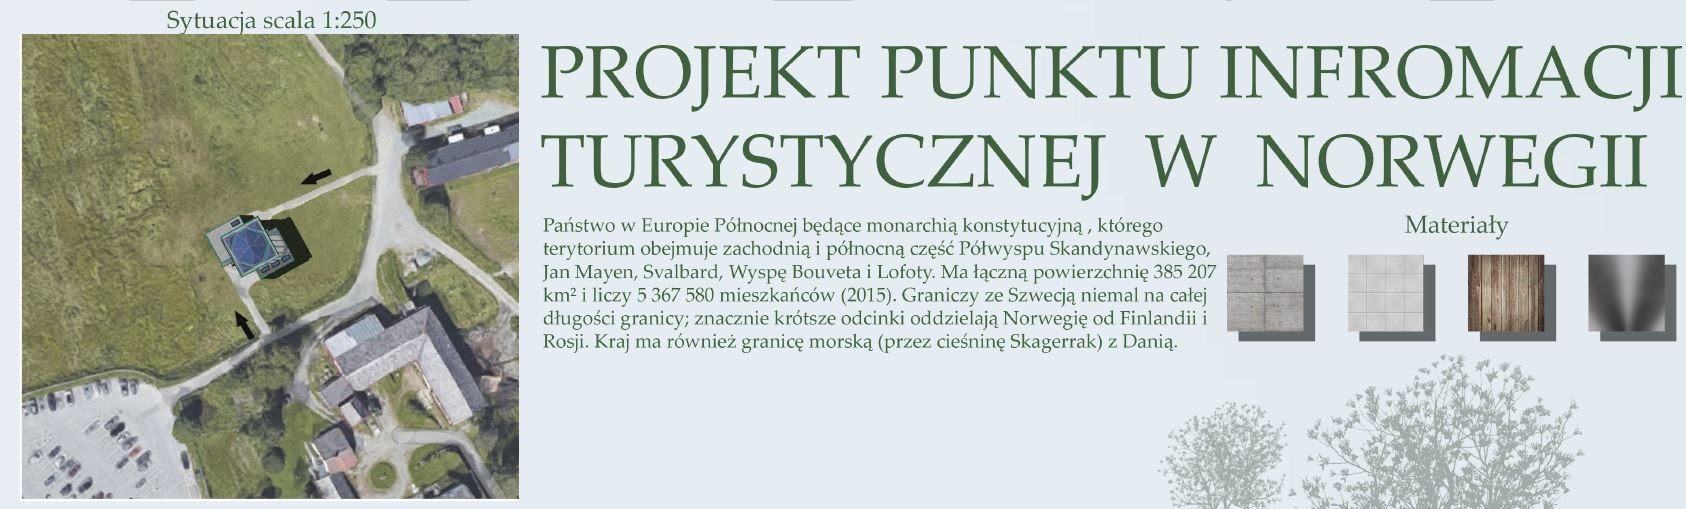 Sytuacja scala 1:250
PROJEKT PUNKTU INFROMACJI
TURYSTYCZNEJ W NORWEGII
Państwo w Europie Północnej będące monarchią konstytucyjną , którego
terytorium obejmuje zachodnią i północną część Półwyspu Skandynawskiego,
Jan Mayen, Svalbard, Wyspę Bouveta i Lofoty. Ma łączną powierzchnię 385 207
km² i liczy 5 367 580 mieszkańców (2015). Graniczy ze Szwecją niemal na całej
długości granicy; znacznie krótsze odcinki oddzielają Norwegię od Finlandii i
Rosji. Kraj ma również granicę morską (przez cieśninę Skagerrak) z Danią.
Materiały